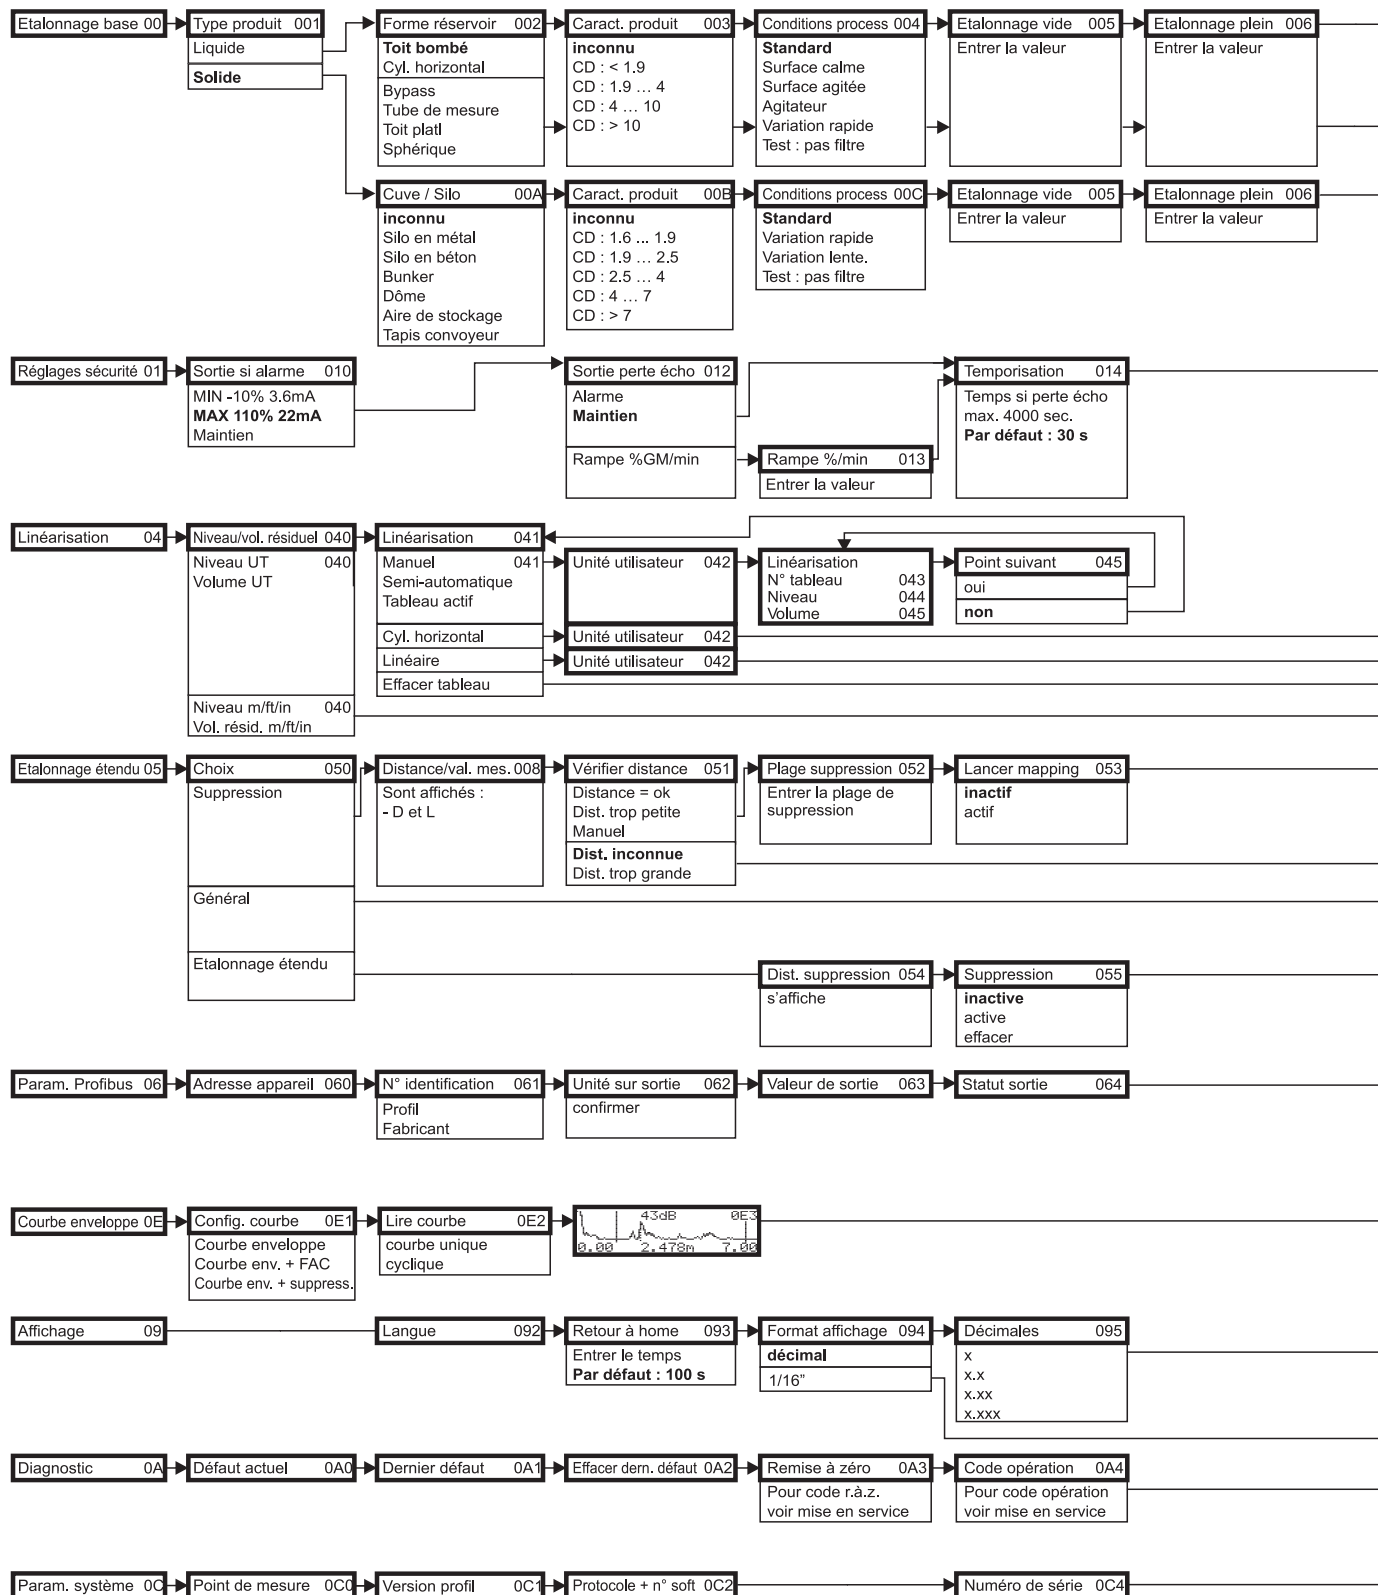 Etalonnage base 00
Type produit 001
Liquide
Solide
Forme réservoir 002
Toit bombé
Cyl. horizontal
Bypass
Tube de mesure
Toit platl
Sphérique
Caract. produit 003
inconnu
CD : < 1.9
CD : 1.9 ... 4
CD : 4 ... 10
CD : > 10
Conditions process 004
Standard
Surface calme
Surface agitée
Agitateur
Variation rapide
Test : pas filtre
Etalonnage vide 005
Entrer la valeur
Etalonnage plein 006
Entrer la valeur
Cuve / Silo 00A
inconnu
Silo en métal
Silo en béton
Bunker
Dôme
Aire de stockage
Tapis convoyeur
Caract. produit 00B
inconnu
CD : 1.6 ... 1.9
CD : 1.9 ... 2.5
CD : 2.5 ... 4
CD : 4 ... 7
CD : > 7
Conditions process 00C
Standard
Variation rapide
Variation lente.
Test : pas filtre
Etalonnage vide 005
Entrer la valeur
Etalonnage plein 006
Entrer la valeur
Réglages sécurité 01
Sortie si alarme 010
MIN -10% 3.6mA
MAX 110% 22mA
Maintien
Sortie perte écho 012
Alarme
Maintien
Rampe %GM/min
Rampe %/min 013
Entrer la valeur
Temporisation 014
Temps si perte écho
max. 4000 sec.
Par défaut : 30 s
Linéarisation 04
Niveau/vol. résiduel 040
Niveau UT 040
Volume UT
Niveau m/ft/in 040
Vol. résid. m/ft/in
Linéarisation 041
Manuel 041
Semi-automatique
Tableau actif
Cyl. horizontal
Linéaire
Effacer tableau
Unité utilisateur 042
Unité utilisateur 042
Unité utilisateur 042
Linéarisation
N° tableau 043
Niveau 044
Volume 045
Point suivant 045
oui
non
Etalonnage étendu 05
Choix 050
Suppression
Général
Etalonnage étendu
Distance/val. mes. 008
Sont affichés :
- D et L
Vérifier distance 051
Distance = ok
Dist. trop petite
Manuel
Dist. inconnue
Dist. trop grande
Plage suppression 052
Entrer la plage de
suppression
Lancer mapping 053
inactif
actif
Dist. suppression 054
s'affiche
Suppression 055
inactive
active
effacer
Param. Profibus 06
Adresse appareil 060
N° identification 061
Profil
Fabricant
Unité sur sortie 062
confirmer
Valeur de sortie 063
Statut sortie 064
Courbe enveloppe 0E
Config. courbe 0E1
Courbe enveloppe
Courbe env. + FAC
Courbe env. + suppress.
Lire courbe 0E2
courbe unique
cyclique
43dB 0E3
0.00 2.478m 7.00
Affichage 09
Langue 092
Retour à home 093
Entrer le temps
Par défaut : 100 s
Format affichage 094
décimal
1/16”
Décimales 095
x
x.x
x.xx
x.xxx
Diagnostic 0A
Défaut actuel 0A0
Dernier défaut 0A1
Effacer dern. défaut 0A2
Remise à zéro 0A3
Pour code r.à.z.
voir mise en service
Code opération 0A4
Pour code opération
voir mise en service
Param. système 0C
Point de mesure 0C0
Version profil 0C1
Protocole + n° soft 0C2
Numéro de série 0C4